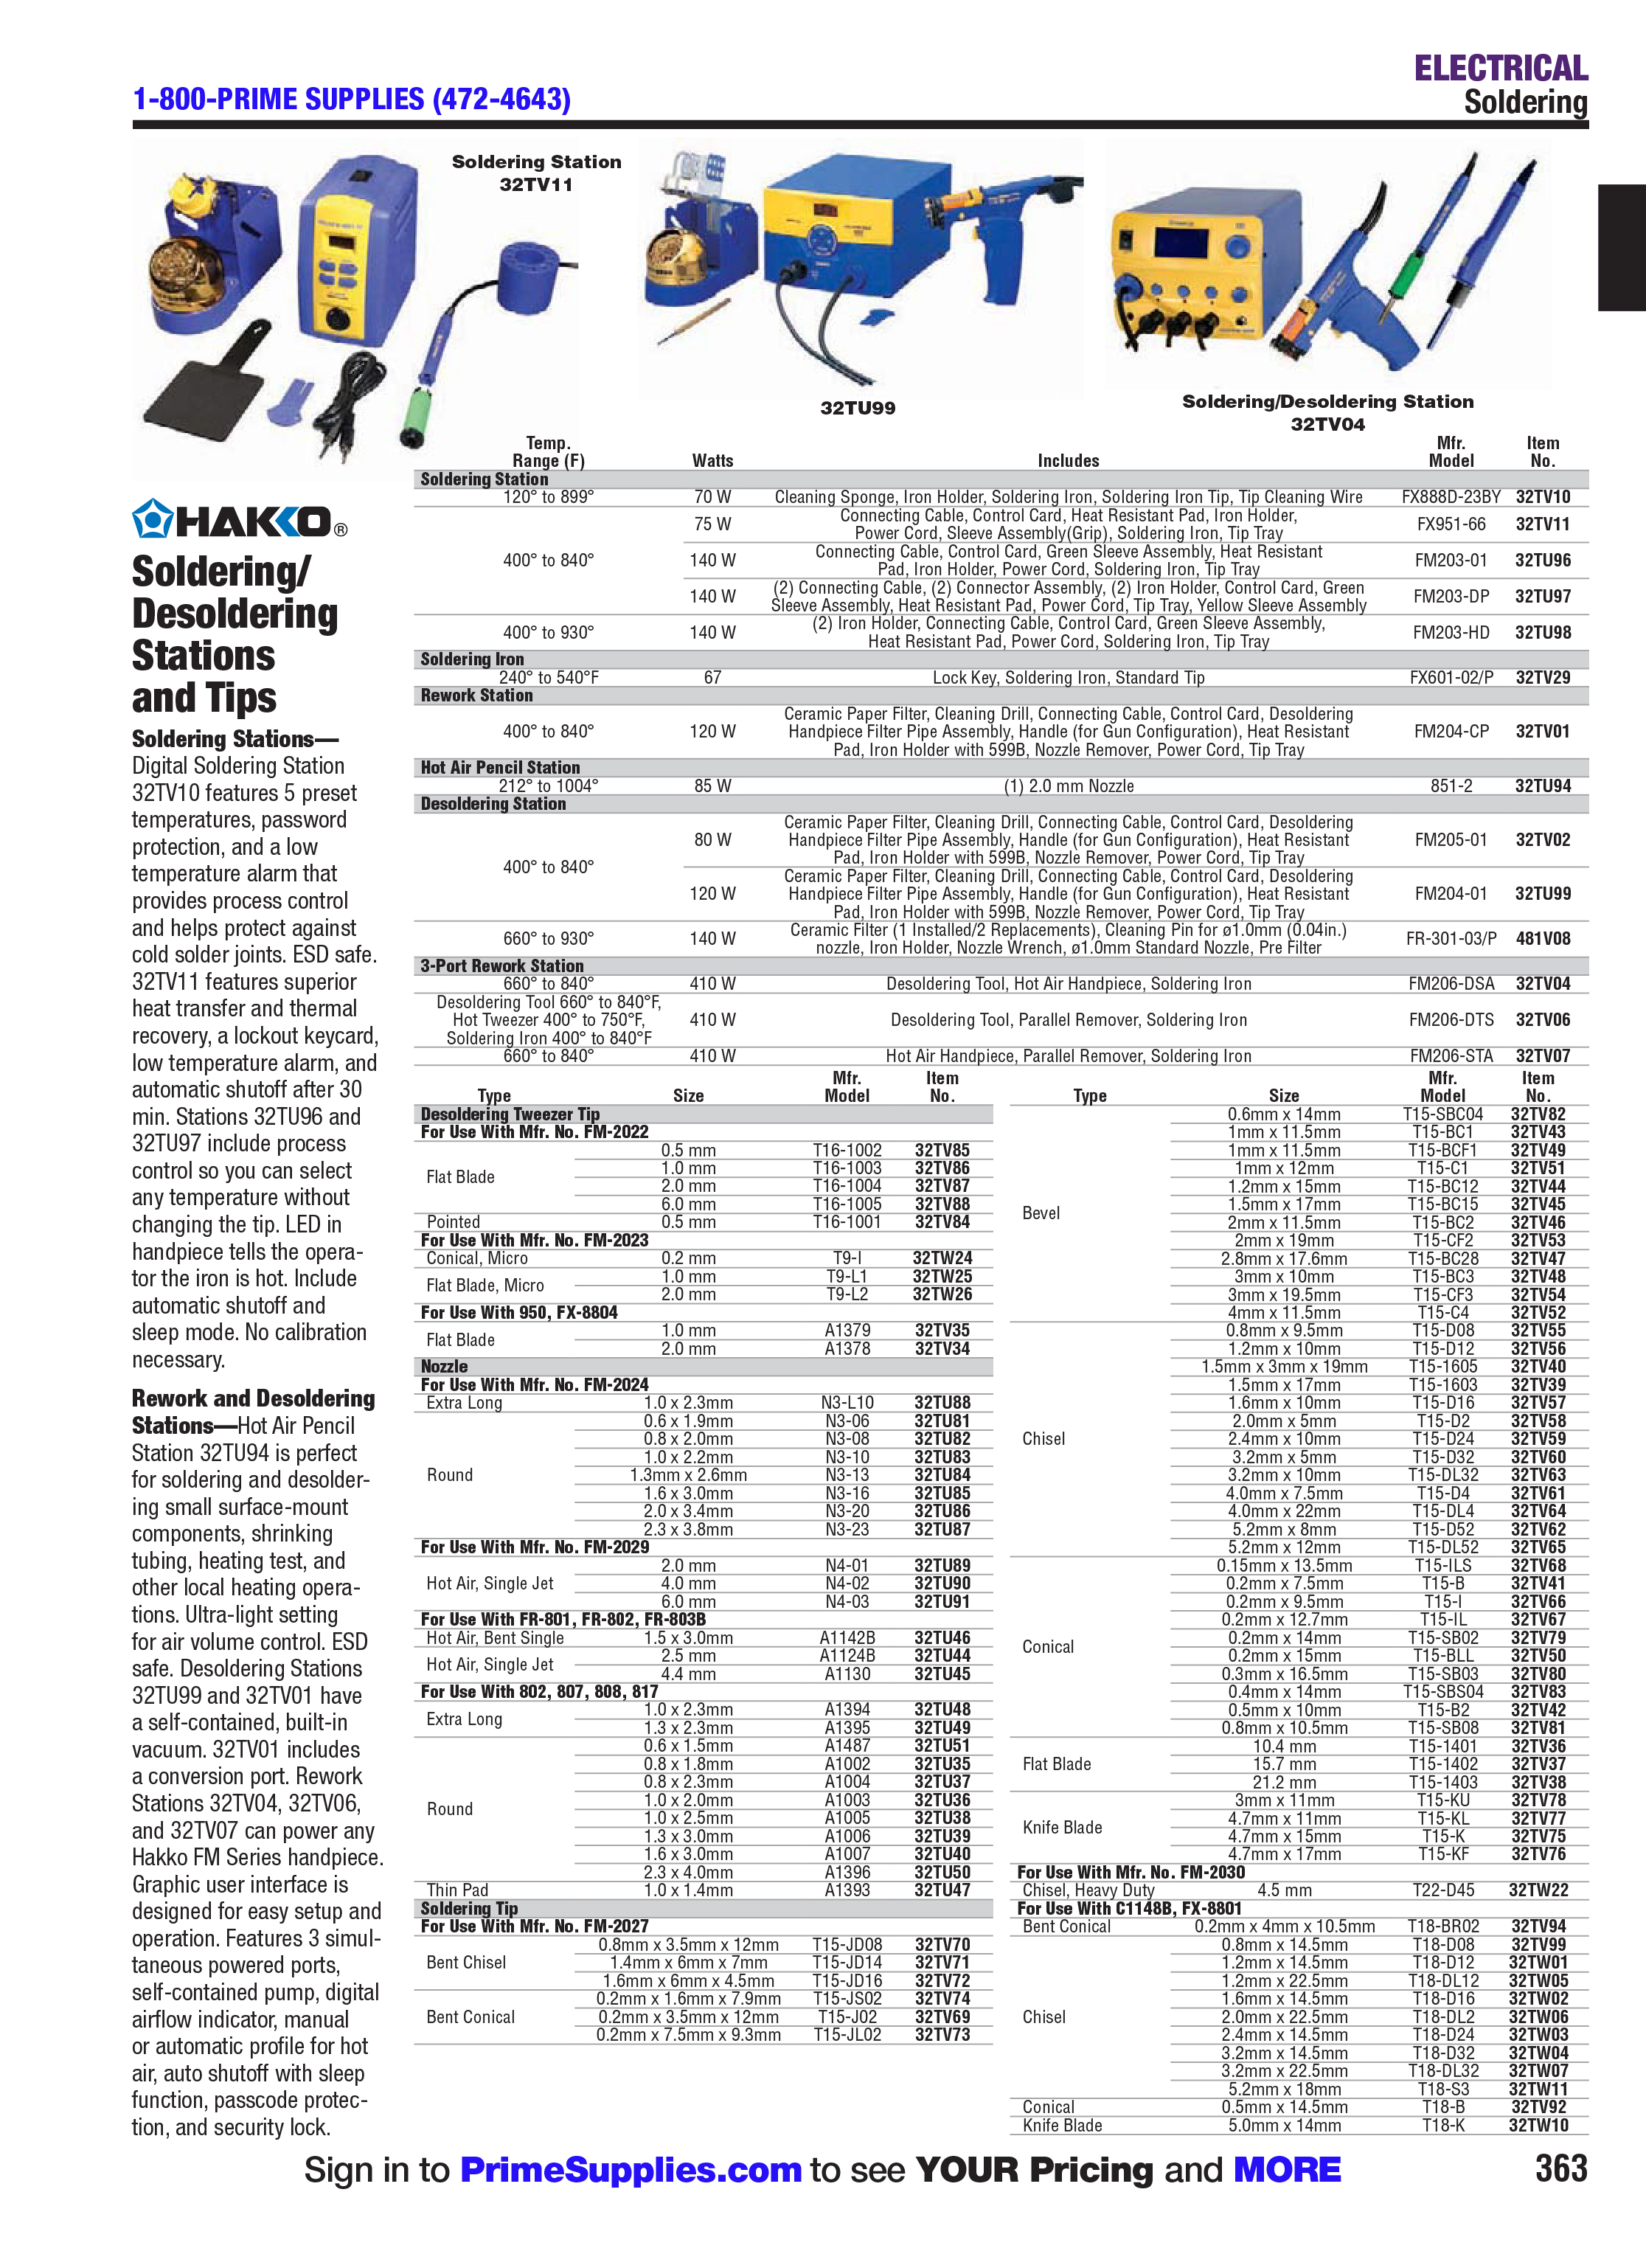 ELECTRICAL
1-800-PRIME SUPPLIES (472-4643)
Soldering
Soldering Station
32TV11
32TU99
Soldering/Desoldering Station
32TV04
HAKKO®
Soldering/
Desoldering
Stations
and Tips
Soldering Stations—
Digital Soldering Station
32TV10 features 5 preset
temperatures, password
protection, and a low
temperature alarm that
provides process control
and helps protect against
cold solder joints. ESD safe.
32TV11 features superior
heat transfer and thermal
recovery, a lockout keycard,
low temperature alarm, and
automatic shutoff after 30
min. Stations 32TU96 and
32TU97 include process
control so you can select
any temperature without
changing the tip. LED in
handpiece tells the opera-
tor the iron is hot. Include
automatic shutoff and
sleep mode. No calibration
necessary.
Rework and Desoldering
Stations—Hot Air Pencil
Station 32TU94 is perfect
for soldering and desolder-
ing small surface-mount
components, shrinking
tubing, heating test, and
other local heating opera-
tions. Ultra-light setting
for air volume control. ESD
safe. Desoldering Stations
32TU99 and 32TV01 have
a self-contained, built-in
vacuum. 32TV01 includes
a conversion port. Rework
Stations 32TV04, 32TV06,
and 32TV07 can power any
Hakko FM Series handpiece.
Graphic user interface is
designed for easy setup and
operation. Features 3 simul-
taneous powered ports,
self-contained pump, digital
airflow indicator, manual
or automatic profile for hot
air, auto shutoff with sleep
function, passcode protec-
tion, and security lock.
Temp. Mfr. Item
Range (F) Watts Includes Model No.
Soldering Station
120° to 899° 70 W Cleaning Sponge, Iron Holder, Soldering Iron, Soldering Iron Tip, Tip Cleaning Wire FX888D-23BY 32TV10
400° to 840°
75 W Connecting Cable, Control Card, Heat Resistant Pad, Iron Holder,
Power Cord, Sleeve Assembly(Grip), Soldering Iron, Tip Tray FX951-66 32TV11
140 W Connecting Cable, Control Card, Green Sleeve Assembly, Heat Resistant
Pad, Iron Holder, Power Cord, Soldering Iron, Tip Tray FM203-01 32TU96
140 W (2) Connecting Cable, (2) Connector Assembly, (2) Iron Holder, Control Card, Green
Sleeve Assembly, Heat Resistant Pad, Power Cord, Tip Tray, Yellow Sleeve Assembly FM203-DP 32TU97
400° to 930° 140 W (2) Iron Holder, Connecting Cable, Control Card, Green Sleeve Assembly,
Heat Resistant Pad, Power Cord, Soldering Iron, Tip Tray FM203-HD 32TU98
Soldering Iron
240° to 540°F 67 Lock Key, Soldering Iron, Standard Tip FX601-02/P 32TV29
Rework Station
Ceramic Paper Filter, Cleaning Drill, Connecting Cable, Control Card, Desoldering
400° to 840° 120 W Handpiece Filter Pipe Assembly, Handle (for Gun Configuration), Heat Resistant FM204-CP 32TV01
Pad, Iron Holder with 599B, Nozzle Remover, Power Cord, Tip Tray
Hot Air Pencil Station
212° to 1004° 85 W (1) 2.0 mm Nozzle 851-2 32TU94
Desoldering Station
400° to 840°
Ceramic Paper Filter, Cleaning Drill, Connecting Cable, Control Card, Desoldering
80 W Handpiece Filter Pipe Assembly, Handle (for Gun Configuration), Heat Resistant FM205-01 32TV02
Pad, Iron Holder with 599B, Nozzle Remover, Power Cord, Tip Tray
Ceramic Paper Filter, Cleaning Drill, Connecting Cable, Control Card, Desoldering
120 W Handpiece Filter Pipe Assembly, Handle (for Gun Configuration), Heat Resistant FM204-01 32TU99
Pad, Iron Holder with 599B, Nozzle Remover, Power Cord, Tip Tray
660° to 930° 140 W Ceramic Filter (1 Installed/2 Replacements), Cleaning Pin for ø1.0mm (0.04in.)
nozzle, Iron Holder, Nozzle Wrench, ø1.0mm Standard Nozzle, Pre Filter FR-301-03/P 481V08
3-Port Rework Station
660° to 840° 410 W Desoldering Tool, Hot Air Handpiece, Soldering Iron FM206-DSA 32TV04
Desoldering Tool 660° to 840°F,
Hot Tweezer 400° to 750°F, 410 W Desoldering Tool, Parallel Remover, Soldering Iron FM206-DTS 32TV06
Soldering Iron 400° to 840°F
660° to 840° 410 W Hot Air Handpiece, Parallel Remover, Soldering Iron FM206-STA 32TV07
Mfr. Item
Type Size Model No.
Desoldering Tweezer Tip
For Use With Mfr. No. FM-2022
Flat Blade
0.5 mm T16-1002 32TV85
1.0 mm T16-1003 32TV86
2.0 mm T16-1004 32TV87
6.0 mm T16-1005 32TV88
Pointed 0.5 mm T16-1001 32TV84
For Use With Mfr. No. FM-2023
Conical, Micro 0.2 mm T9-I 32TW24
Flat Blade, Micro
1.0 mm T9-L1 32TW25
2.0 mm T9-L2 32TW26
For Use With 950, FX-8804
Flat Blade
1.0 mm A1379 32TV35
2.0 mm A1378 32TV34
Nozzle
For Use With Mfr. No. FM-2024
Extra Long 1.0 x 2.3mm N3-L10 32TU88
Round
0.6 x 1.9mm N3-06 32TU81
0.8 x 2.0mm N3-08 32TU82
1.0 x 2.2mm N3-10 32TU83
1.3mm x 2.6mm N3-13 32TU84
1.6 x 3.0mm N3-16 32TU85
2.0 x 3.4mm N3-20 32TU86
2.3 x 3.8mm N3-23 32TU87
For Use With Mfr. No. FM-2029
Hot Air, Single Jet
2.0 mm N4-01 32TU89
4.0 mm N4-02 32TU90
6.0 mm N4-03 32TU91
For Use With FR-801, FR-802, FR-803B
Hot Air, Bent Single 1.5 x 3.0mm A1142B 32TU46
Hot Air, Single Jet
2.5 mm A1124B 32TU44
4.4 mm A1130 32TU45
For Use With 802, 807, 808, 817
Extra Long
1.0 x 2.3mm A1394 32TU48
1.3 x 2.3mm A1395 32TU49
Round
0.6 x 1.5mm A1487 32TU51
0.8 x 1.8mm A1002 32TU35
0.8 x 2.3mm A1004 32TU37
1.0 x 2.0mm A1003 32TU36
1.0 x 2.5mm A1005 32TU38
1.3 x 3.0mm A1006 32TU39
1.6 x 3.0mm A1007 32TU40
2.3 x 4.0mm A1396 32TU50
Thin Pad 1.0 x 1.4mm A1393 32TU47
Soldering Tip
For Use With Mfr. No. FM-2027
Bent Chisel
0.8mm x 3.5mm x 12mm T15-JD08 32TV70
1.4mm x 6mm x 7mm T15-JD14 32TV71
1.6mm x 6mm x 4.5mm T15-JD16 32TV72
Bent Conical
0.2mm x 1.6mm x 7.9mm T15-JS02 32TV74
0.2mm x 3.5mm x 12mm T15-J02 32TV69
0.2mm x 7.5mm x 9.3mm T15-JL02 32TV73
Mfr. Item
Type Size Model No.
Bevel
0.6mm x 14mm T15-SBC04 32TV82
1mm x 11.5mm T15-BC1 32TV43
1mm x 11.5mm T15-BCF1 32TV49
1mm x 12mm T15-C1 32TV51
1.2mm x 15mm T15-BC12 32TV44
1.5mm x 17mm T15-BC15 32TV45
2mm x 11.5mm T15-BC2 32TV46
2mm x 19mm T15-CF2 32TV53
2.8mm x 17.6mm T15-BC28 32TV47
3mm x 10mm T15-BC3 32TV48
3mm x 19.5mm T15-CF3 32TV54
4mm x 11.5mm T15-C4 32TV52
Chisel
0.8mm x 9.5mm T15-D08 32TV55
1.2mm x 10mm T15-D12 32TV56
1.5mm x 3mm x 19mm T15-1605 32TV40
1.5mm x 17mm T15-1603 32TV39
1.6mm x 10mm T15-D16 32TV57
2.0mm x 5mm T15-D2 32TV58
2.4mm x 10mm T15-D24 32TV59
3.2mm x 5mm T15-D32 32TV60
3.2mm x 10mm T15-DL32 32TV63
4.0mm x 7.5mm T15-D4 32TV61
4.0mm x 22mm T15-DL4 32TV64
5.2mm x 8mm T15-D52 32TV62
5.2mm x 12mm T15-DL52 32TV65
Conical
0.15mm x 13.5mm T15-ILS 32TV68
0.2mm x 7.5mm T15-B 32TV41
0.2mm x 9.5mm T15-I 32TV66
0.2mm x 12.7mm T15-IL 32TV67
0.2mm x 14mm T15-SB02 32TV79
0.2mm x 15mm T15-BLL 32TV50
0.3mm x 16.5mm T15-SB03 32TV80
0.4mm x 14mm T15-SBS04 32TV83
0.5mm x 10mm T15-B2 32TV42
0.8mm x 10.5mm T15-SB08 32TV81
Flat Blade
10.4 mm T15-1401 32TV36
15.7 mm T15-1402 32TV37
21.2 mm T15-1403 32TV38
Knife Blade
3mm x 11mm T15-KU 32TV78
4.7mm x 11mm T15-KL 32TV77
4.7mm x 15mm T15-K 32TV75
4.7mm x 17mm T15-KF 32TV76
For Use With Mfr. No. FM-2030
Chisel, Heavy Duty 4.5 mm T22-D45 32TW22
For Use With C1148B, FX-8801
Bent Conical 0.2mm x 4mm x 10.5mm T18-BR02 32TV94
Chisel
0.8mm x 14.5mm T18-D08 32TV99
1.2mm x 14.5mm T18-D12 32TW01
1.2mm x 22.5mm T18-DL12 32TW05
1.6mm x 14.5mm T18-D16 32TW02
2.0mm x 22.5mm T18-DL2 32TW06
2.4mm x 14.5mm T18-D24 32TW03
3.2mm x 14.5mm T18-D32 32TW04
3.2mm x 22.5mm T18-DL32 32TW07
5.2mm x 18mm T18-S3 32TW11
Conical 0.5mm x 14.5mm T18-B 32TV92
Knife Blade 5.0mm x 14mm T18-K 32TW10
Sign in to PrimeSupplies.com to see YOUR Pricing and MORE
363